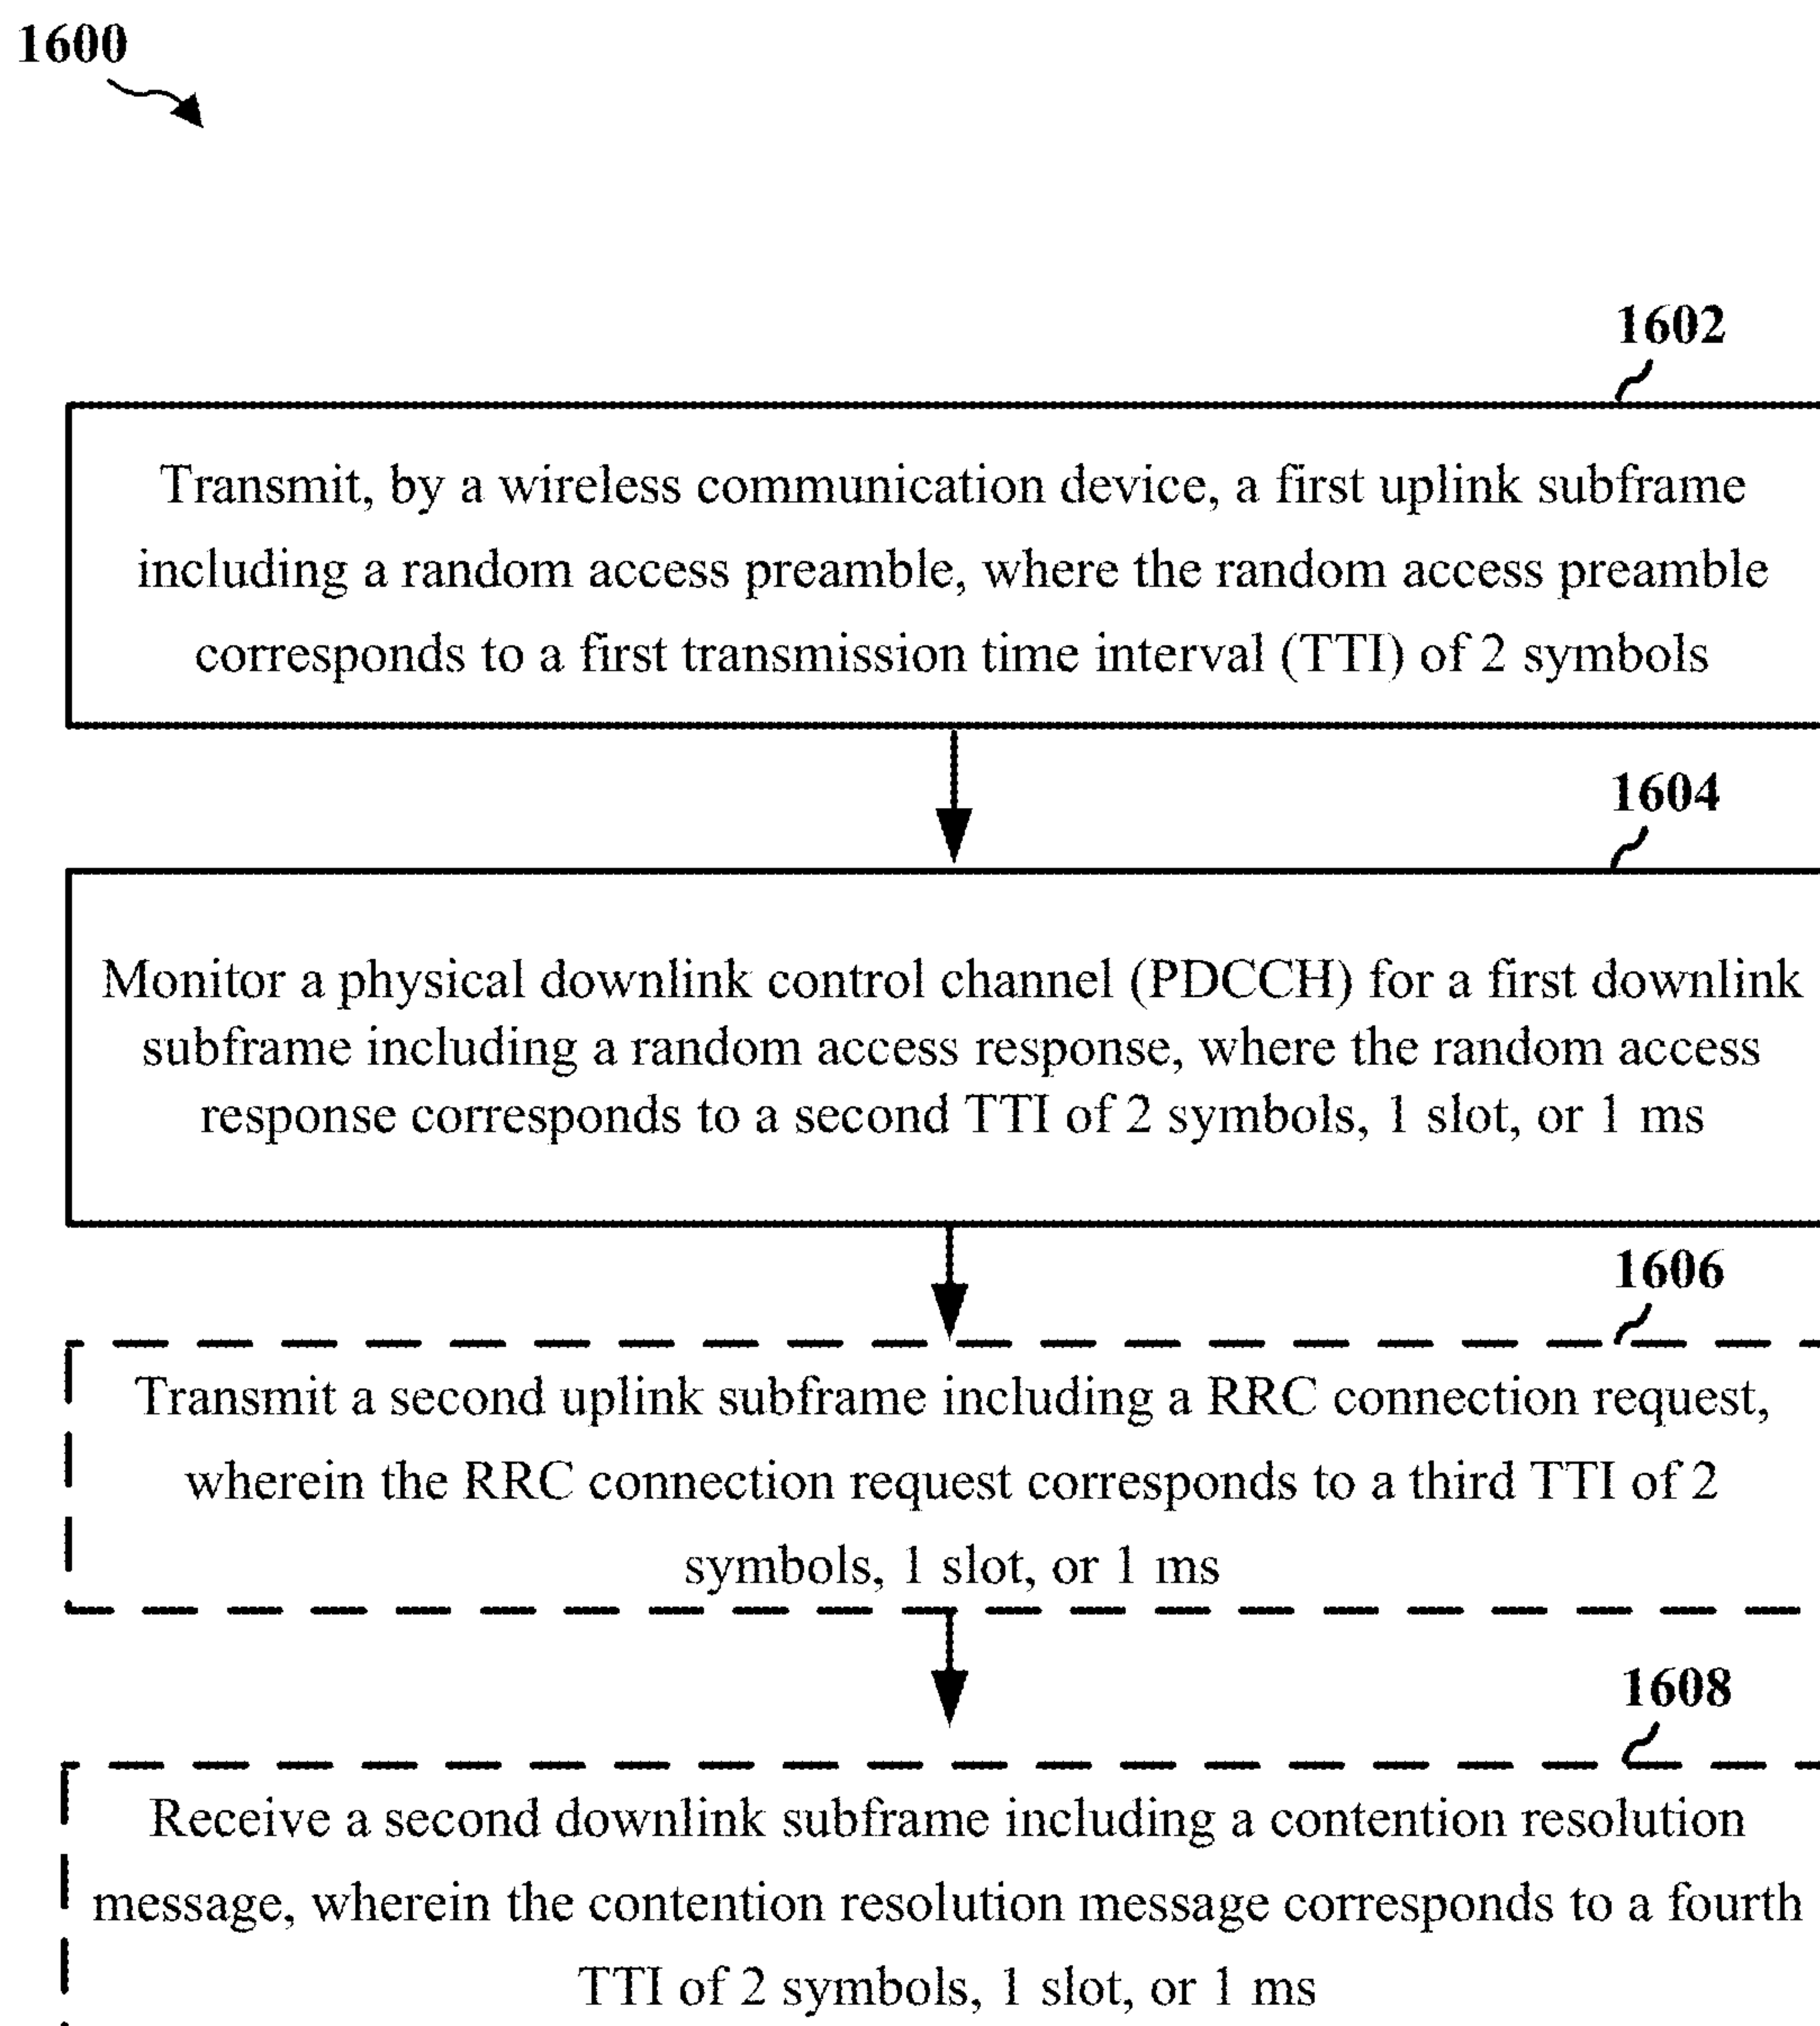 1600
1602
Transmit, by a wireless communication device, a first uplink subframe
including a random access preamble, where the random access preamble
corresponds to a first transmission time interval (TTI) of 2 symbols
1604
Monitor a physical downlink control channel (PDCCH) for a first downlink
subframe including a random access response, where the random access
response corresponds to a second TTI of 2 symbols, 1 slot, or 1 ms
1606
Transmit a second uplink subframe including a RRC connection request,
wherein the RRC connection request corresponds to a third TTI of 2
symbols, 1 slot, or 1 ms
1608
Receive a second downlink subframe including a contention resolution
message, wherein the contention resolution message corresponds to a fourth
TTI of 2 symbols, 1 slot, or 1 ms